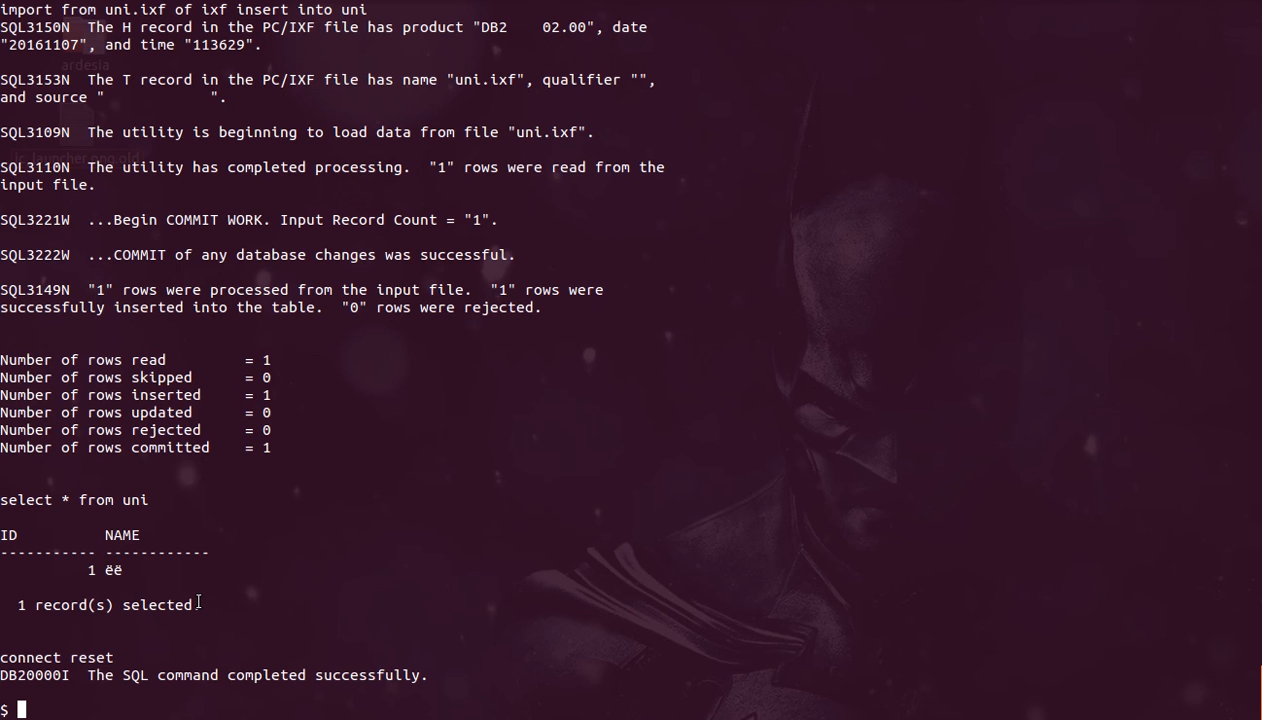 import from uni.ixf of ixf insert into uni
SQL3150N  The H record in the PC/IXF file has product "DB2    02.00", date
"20161107", and time "113629".
SQL3153N  The T record in the PC/IXF file has name "uni.ixf", qualifier "",
and source "            ".
SQL3109N  The utility is beginning to load data from file "uni.ixf".
SQL3110N  The utility has completed processing.  "1" rows were read from the
input file.
SQL3221W  ...Begin COMMIT WORK. Input Record Count = "1".
SQL3222W  ...COMMIT of any database changes was successful.
SQL3149N  "1" rows were processed from the input file.  "1" rows were
successfully inserted into the table.  "0" rows were rejected.
Number of rows read         = 1
Number of rows skipped      = 0
Number of rows inserted     = 1
Number of rows updated      = 0
Number of rows rejected     = 0
Number of rows committed    = 1
select * from uni
ID          NAME
----------- ------------
          1 ëë
  1 record(s) selected.
connect reset
DB20000I  The SQL command completed successfully.
$
ardesia